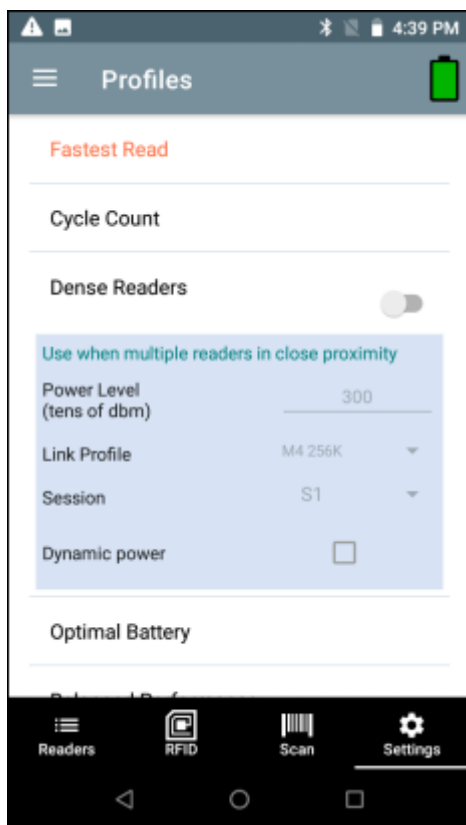 4:39 PM
Profiles
Fastest Read
Cycle Count
Dense Readers
Use when multiple readers in close proximity
Power Level
(tens of dbm)
300
Link Profile
M4 256K
Session
S1
Dynamic power
Optimal Battery
Readers
RFID
Scan
Settings